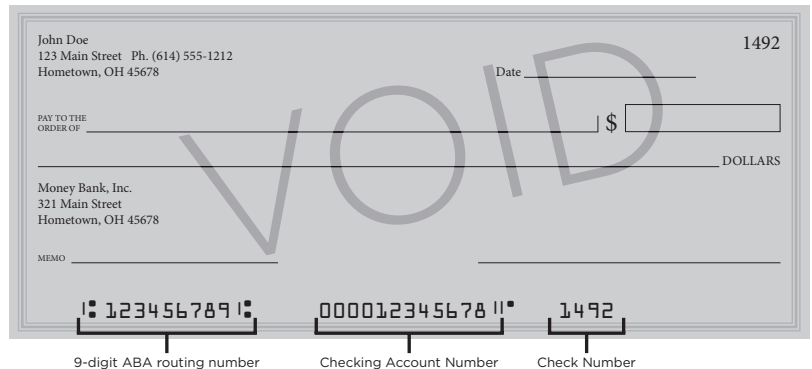 John Doe
1492
123 Main Street Ph. (614) 555-1212
Hometown, OH 45678
Date
VOID
PAY TO THE
ORDER OF
$
DOLLARS
Money Bank, Inc.
321 Main Street
Hometown, OH 45678
MEMO
⑆123456789⑆ 000012345678⑈ 1492
9-digit ABA routing number Checking Account Number Check Number